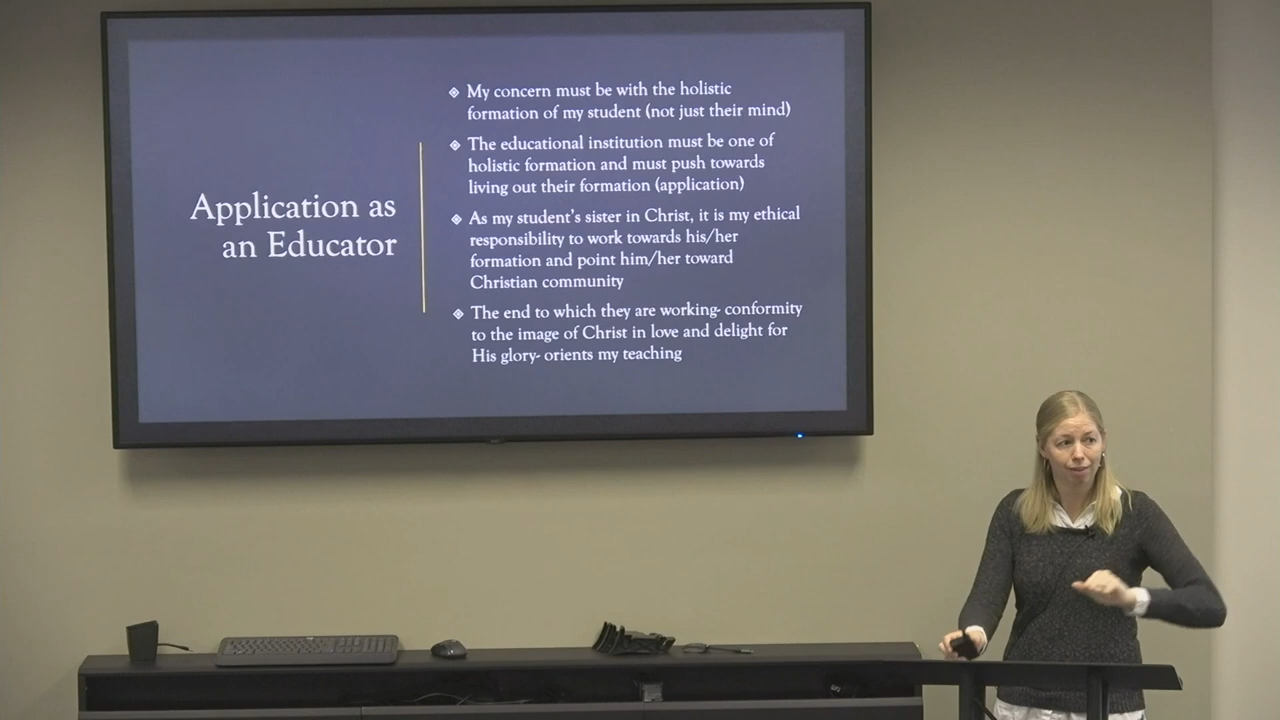 Application as
an Educator
My concern must be with the holistic
formation of my student (not just their mind)
The educational institution must be one of
holistic formation and must push towards
living out their formation (application)
As my student's sister in Christ, it is my ethical
responsibility to work towards his/her
formation and point him/her toward
Christian community
The end to which they are working- conformity
to the image of Christ in love and delight for
His glory- orients my teaching